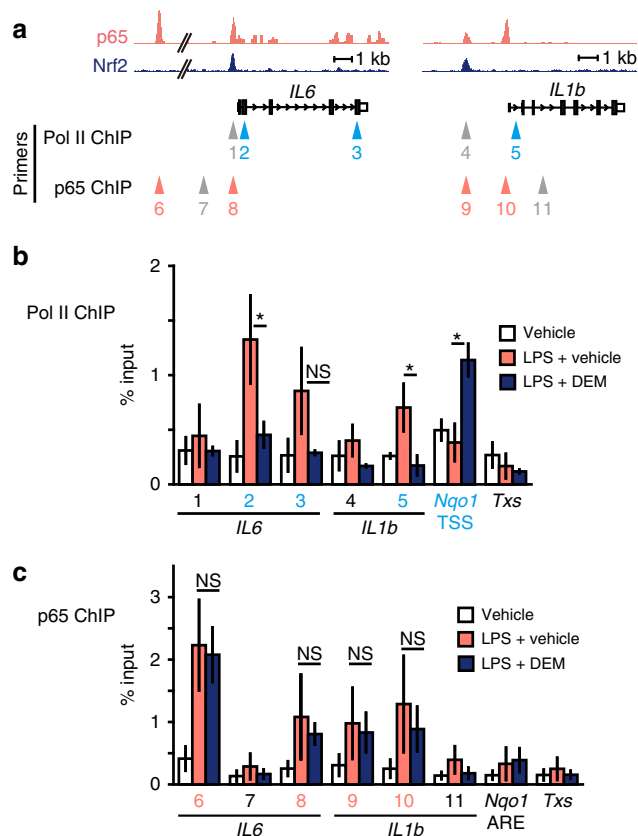 a
p65
Nrf2
1 kb 1 kb
IL6 IL1b
Primers
Pol II ChIP
1 2 3 4 5
p65 ChIP
6 7 8 9 10 11
b
Pol II ChIP
% input
2
1
0
* NS * *
Vehicle
LPS + vehicle
LPS + DEM
1 2 3 4 5 Nqo1 Txs
TSS
IL6 IL1b
c
p65 ChIP
% input
3
2
1
0
NS NS NS NS
Vehicle
LPS + vehicle
LPS + DEM
6 7 8 9 10 11 Nqo1 Txs
ARE
IL6 IL1b